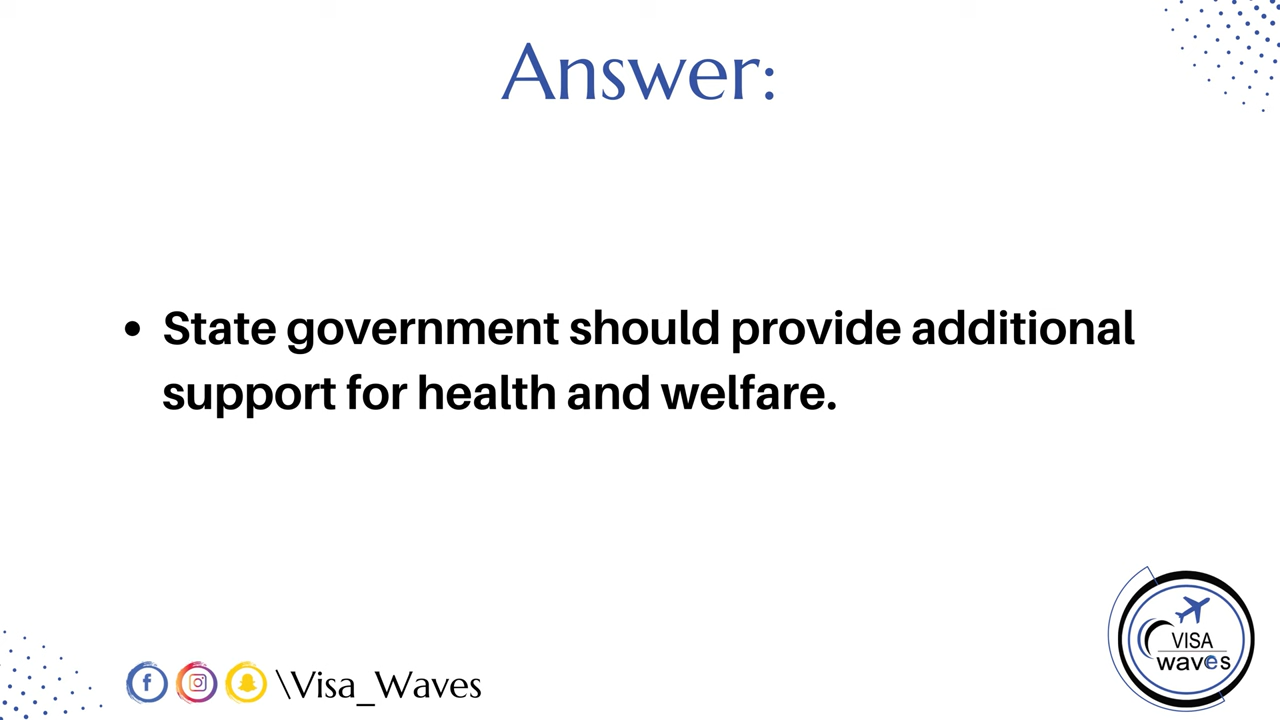 Answer:
• State government should provide additional
support for health and welfare.
\Visa_Waves
VISA
waves